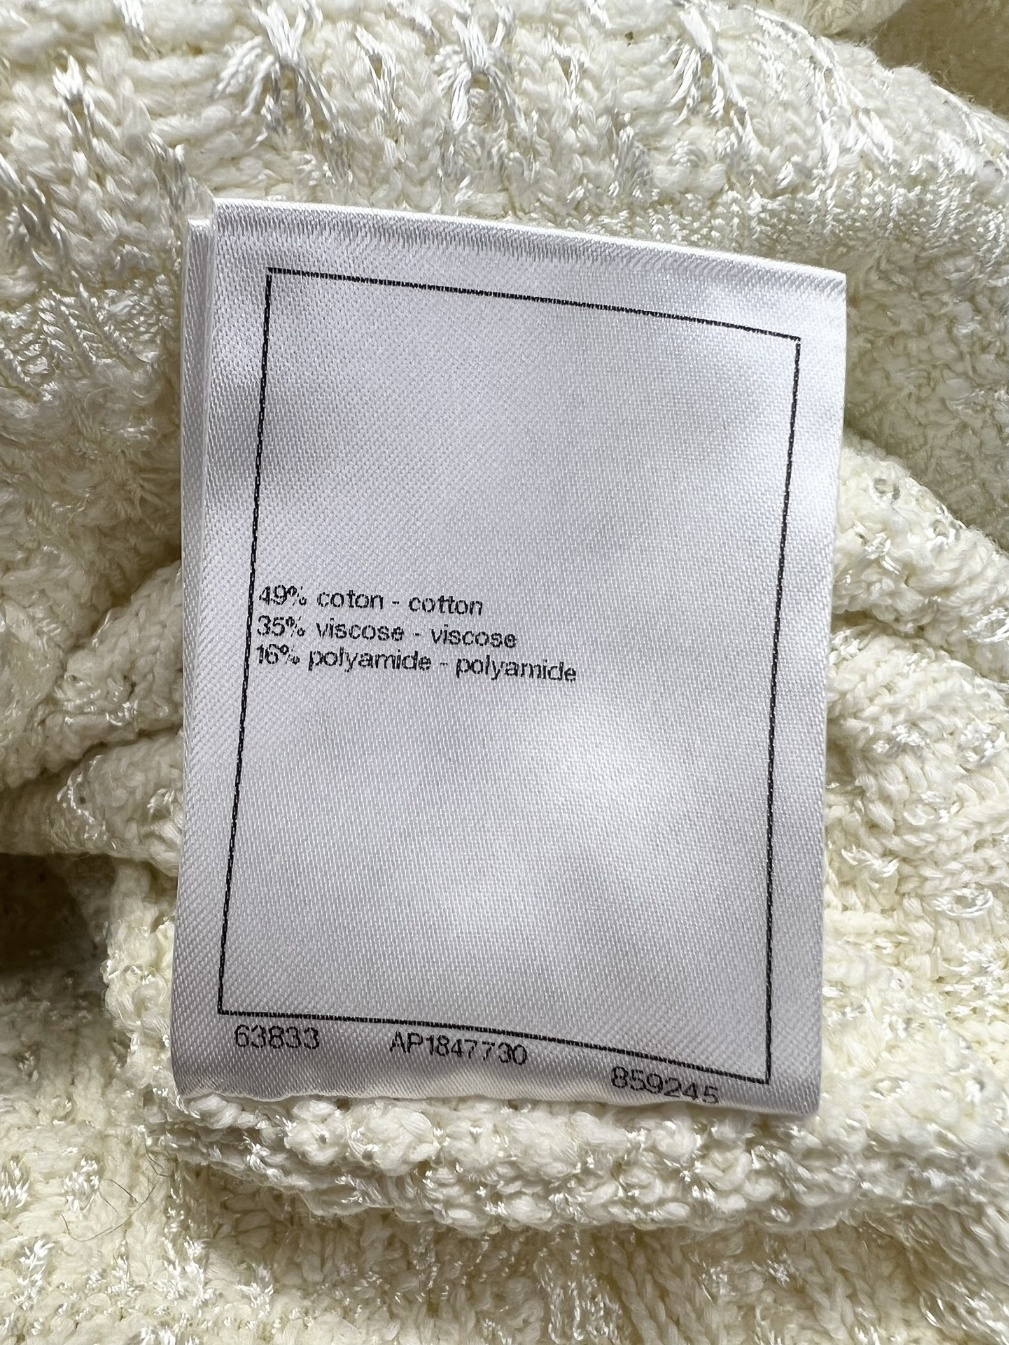 49% coton - cotton
35% viscose - viscose
16% polyamide - polyamide
63833 AP1847730 859245